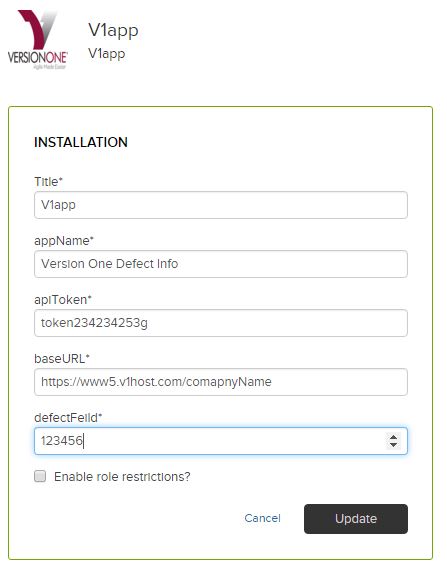 V1app
V1app
VERSIONONE
Agile Made Easier
INSTALLATION
Title*
V1app
appName*
Version One Defect Info
apiToken*
token234234253g
baseURL*
https://www5.v1host.com/comapnyName
defectFeild*
123456
Enable role restrictions?
Cancel
Update